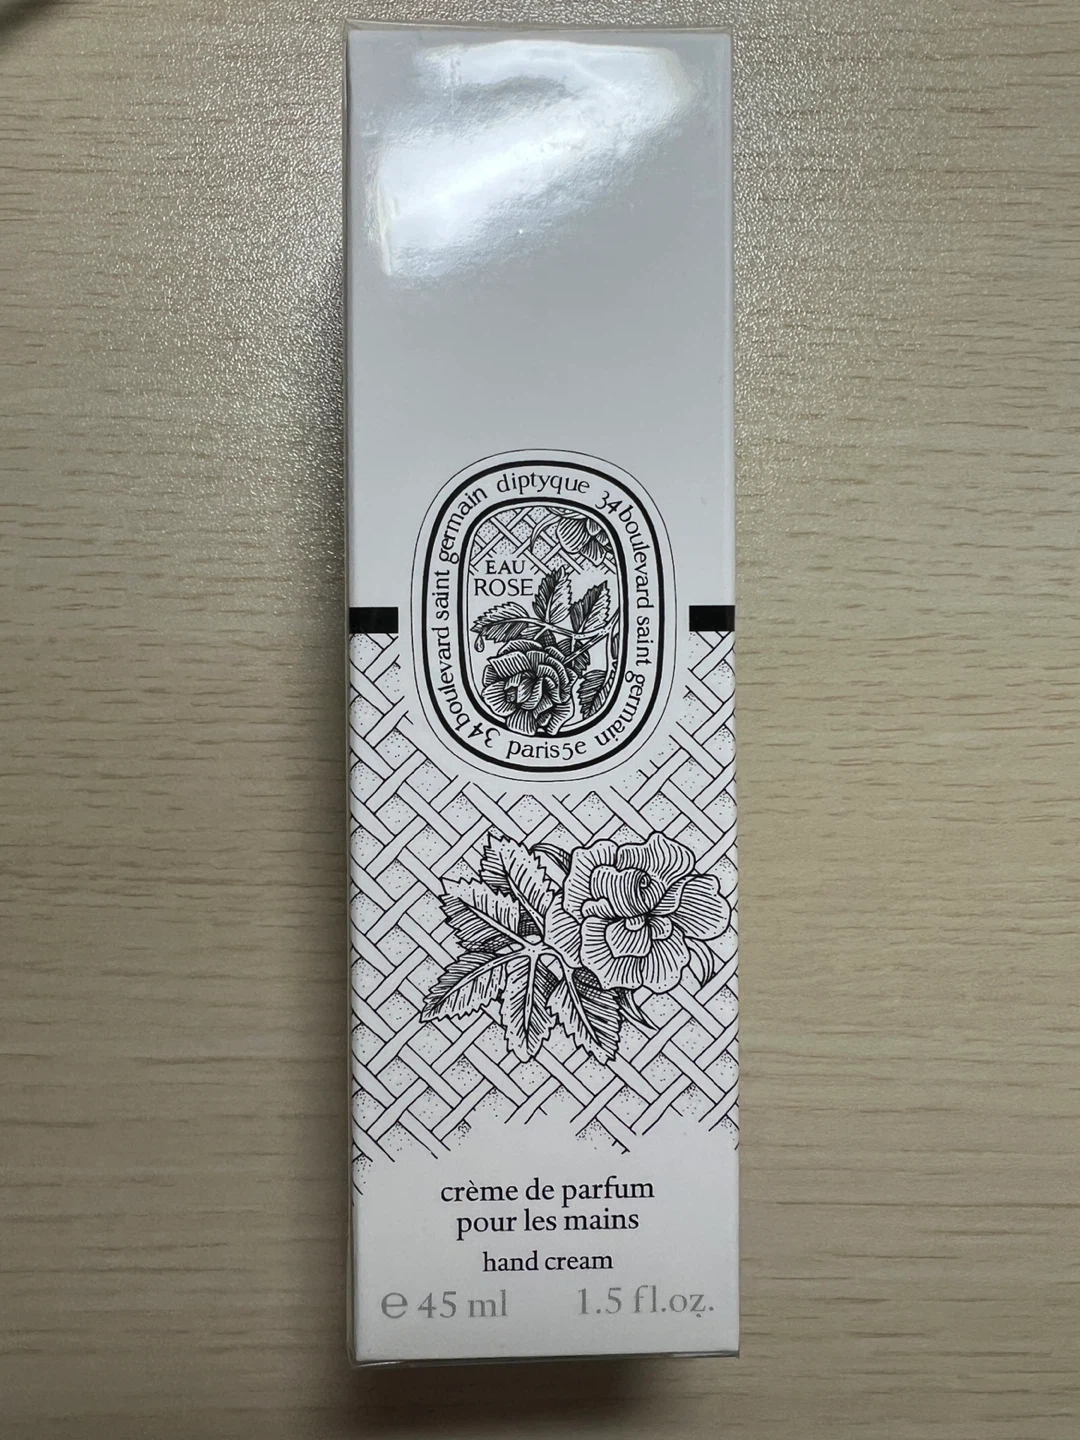 diptyque 34 boulevard saint germain paris 5e 34 boulevard saint germain
EAU
ROSE
crème de parfum
pour les mains
hand cream
℮ 45 ml 1.5 fl.oz.